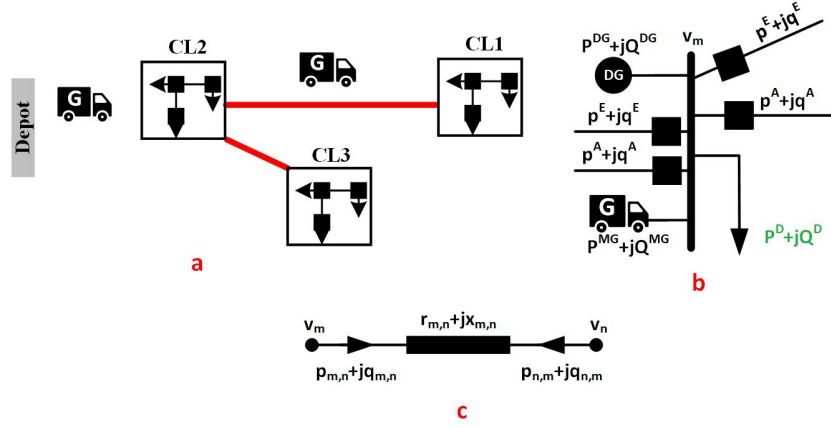 Depot
G
CL2
G
CL1
CL3
a
P^DG+jQ^DG
DG
v_m
p^E+jq^E
p^E+jq^E
p^A+jq^A
p^A+jq^A
G
P^MG+jQ^MG
P^D+jQ^D
b
r_m,n+jx_m,n
v_m
v_n
p_m,n+jq_m,n
p_n,m+jq_n,m
c